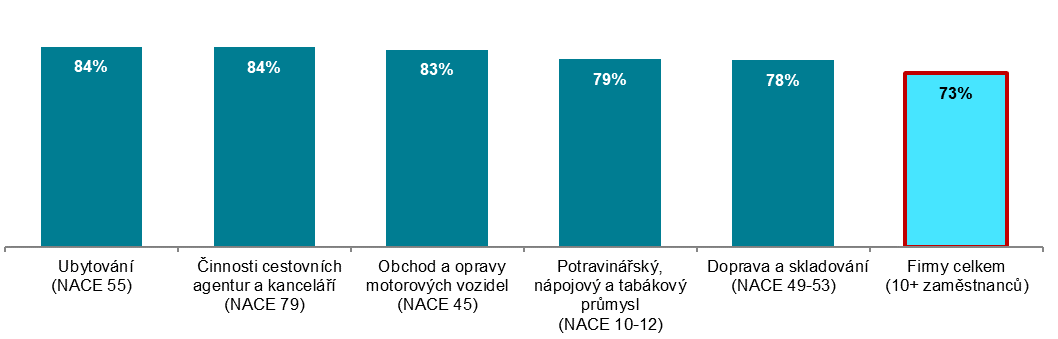 84%
84%
83%
79%
78%
73%
Ubytování
(NACE 55)
Činnosti cestovních
agentur a kanceláří
(NACE 79)
Obchod a opravy
motorových vozidel
(NACE 45)
Potravinářský,
nápojový a tabákový
průmysl
(NACE 10-12)
Doprava a skladování
(NACE 49-53)
Firmy celkem
(10+ zaměstnanců)